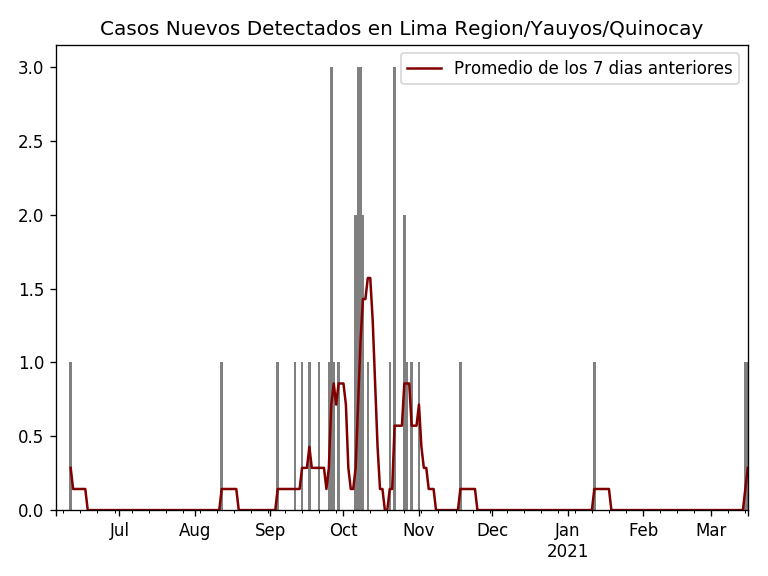 Casos Nuevos Detectados en Lima Region/Yauyos/Quinocay
Promedio de los 7 dias anteriores
3.0
2.5
2.0
1.5
1.0
0.5
0.0
Jul Aug Sep Oct Nov Dec Jan Feb Mar
2021